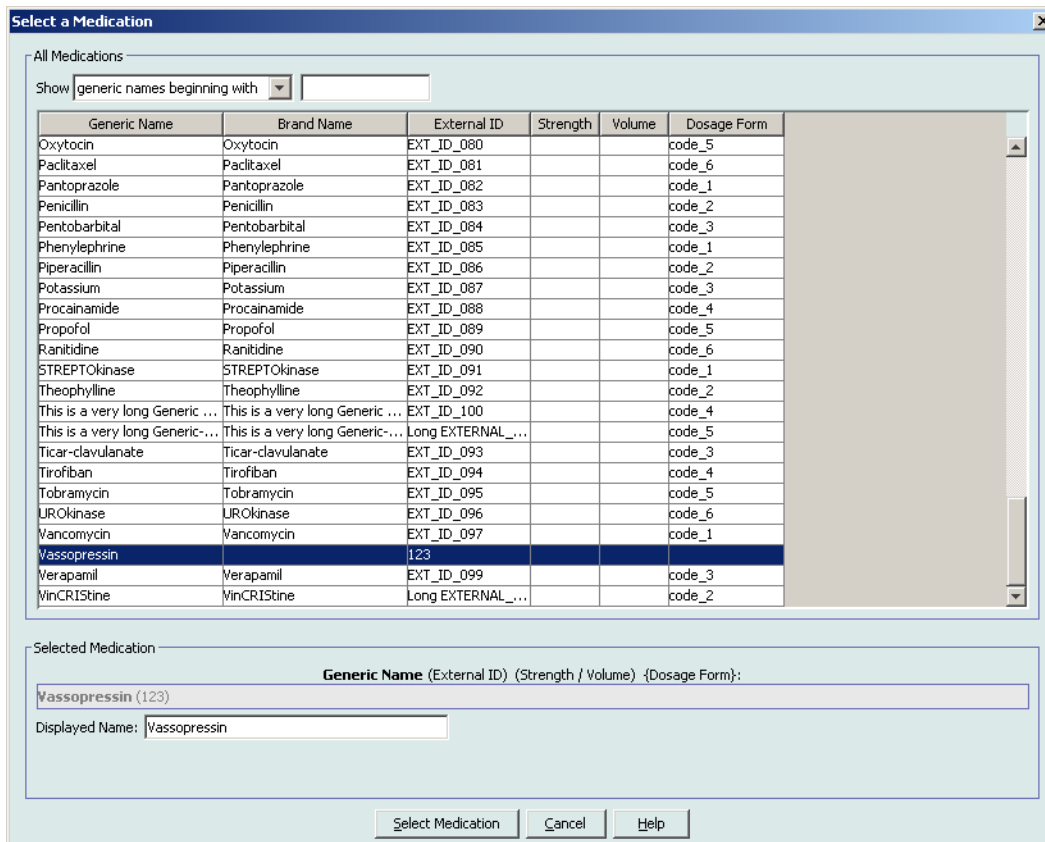 Select a Medication
All Medications
Show generic names beginning with
Generic Name Brand Name External ID Strength Volume Dosage Form
Oxytocin Oxytocin EXT_ID_080 code_5
Paclitaxel Paclitaxel EXT_ID_081 code_6
Pantoprazole Pantoprazole EXT_ID_082 code_1
Penicillin Penicillin EXT_ID_083 code_2
Pentobarbital Pentobarbital EXT_ID_084 code_3
Phenylephrine Phenylephrine EXT_ID_085 code_1
Piperacillin Piperacillin EXT_ID_086 code_2
Potassium Potassium EXT_ID_087 code_3
Procainamide Procainamide EXT_ID_088 code_4
Propofol Propofol EXT_ID_089 code_5
Ranitidine Ranitidine EXT_ID_090 code_6
STREPTOkinase STREPTOkinase EXT_ID_091 code_1
Theophylline Theophylline EXT_ID_092 code_2
This is a very long Generic ... This is a very long Generic ... EXT_ID_100 code_4
This is a very long Generic-... This is a very long Generic-... Long EXTERNAL_... code_5
Ticar-clavulanate Ticar-clavulanate EXT_ID_093 code_3
Tirofiban Tirofiban EXT_ID_094 code_4
Tobramycin Tobramycin EXT_ID_095 code_5
UROkinase UROkinase EXT_ID_096 code_6
Vancomycin Vancomycin EXT_ID_097 code_1
Vassopressin 123
Verapamil Verapamil EXT_ID_099 code_3
VinCRIStine VinCRIStine Long EXTERNAL_... code_2
Selected Medication
Generic Name (External ID) (Strength / Volume) {Dosage Form}:
Vassopressin (123)
Displayed Name: Vassopressin
Select Medication Cancel Help